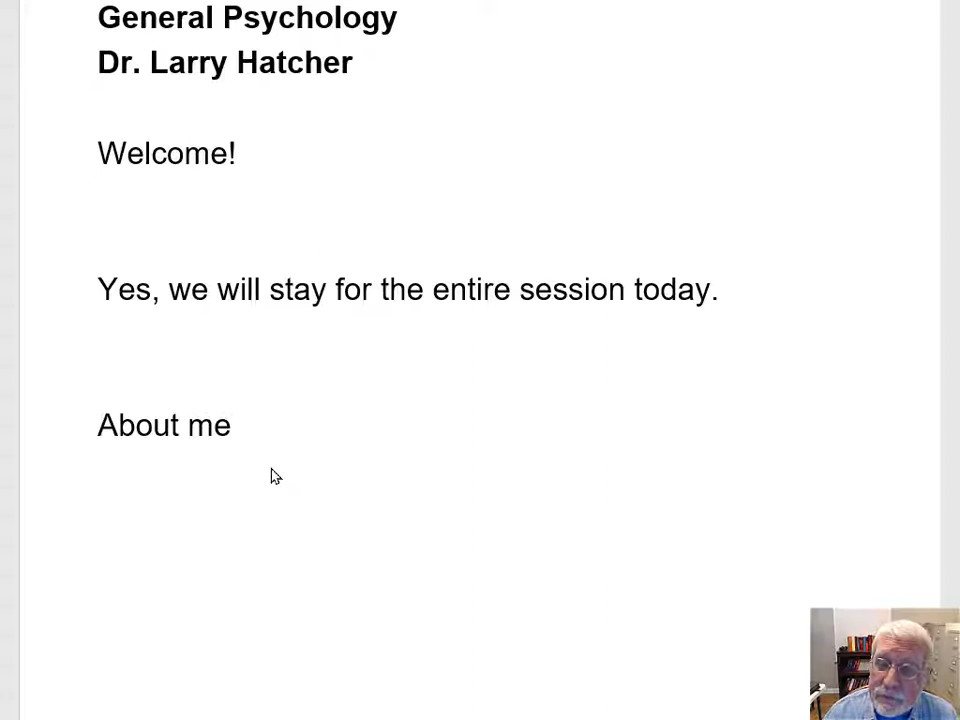 General Psychology
Dr. Larry Hatcher
Welcome!
Yes, we will stay for the entire session today.
About me